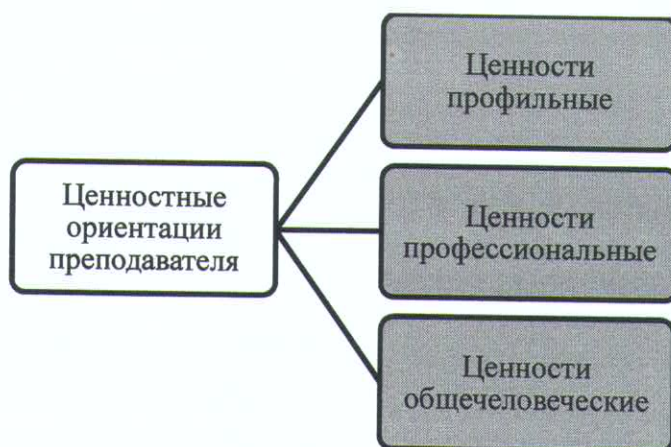 Ценностные
ориентации
преподавателя
Ценности
профильные
Ценности
профессиональные
Ценности
общечеловеческие